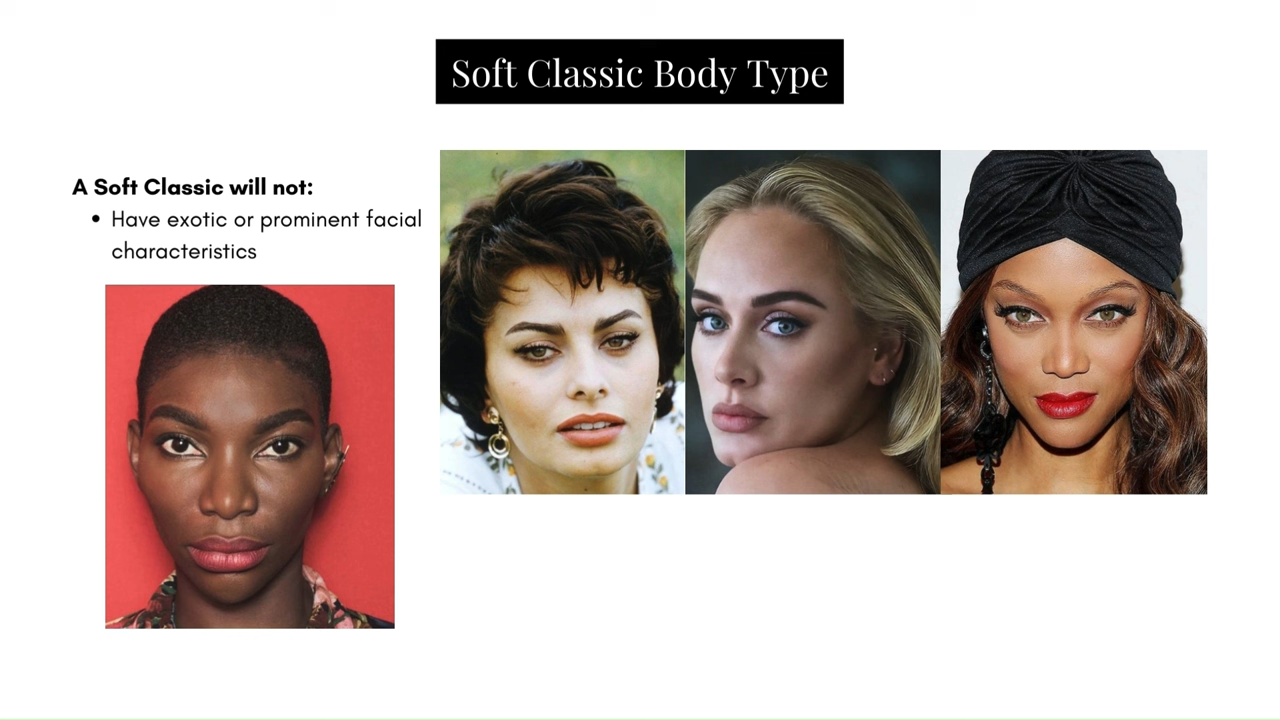 Soft Classic Body Type
A Soft Classic will not:
• Have exotic or prominent facial
characteristics